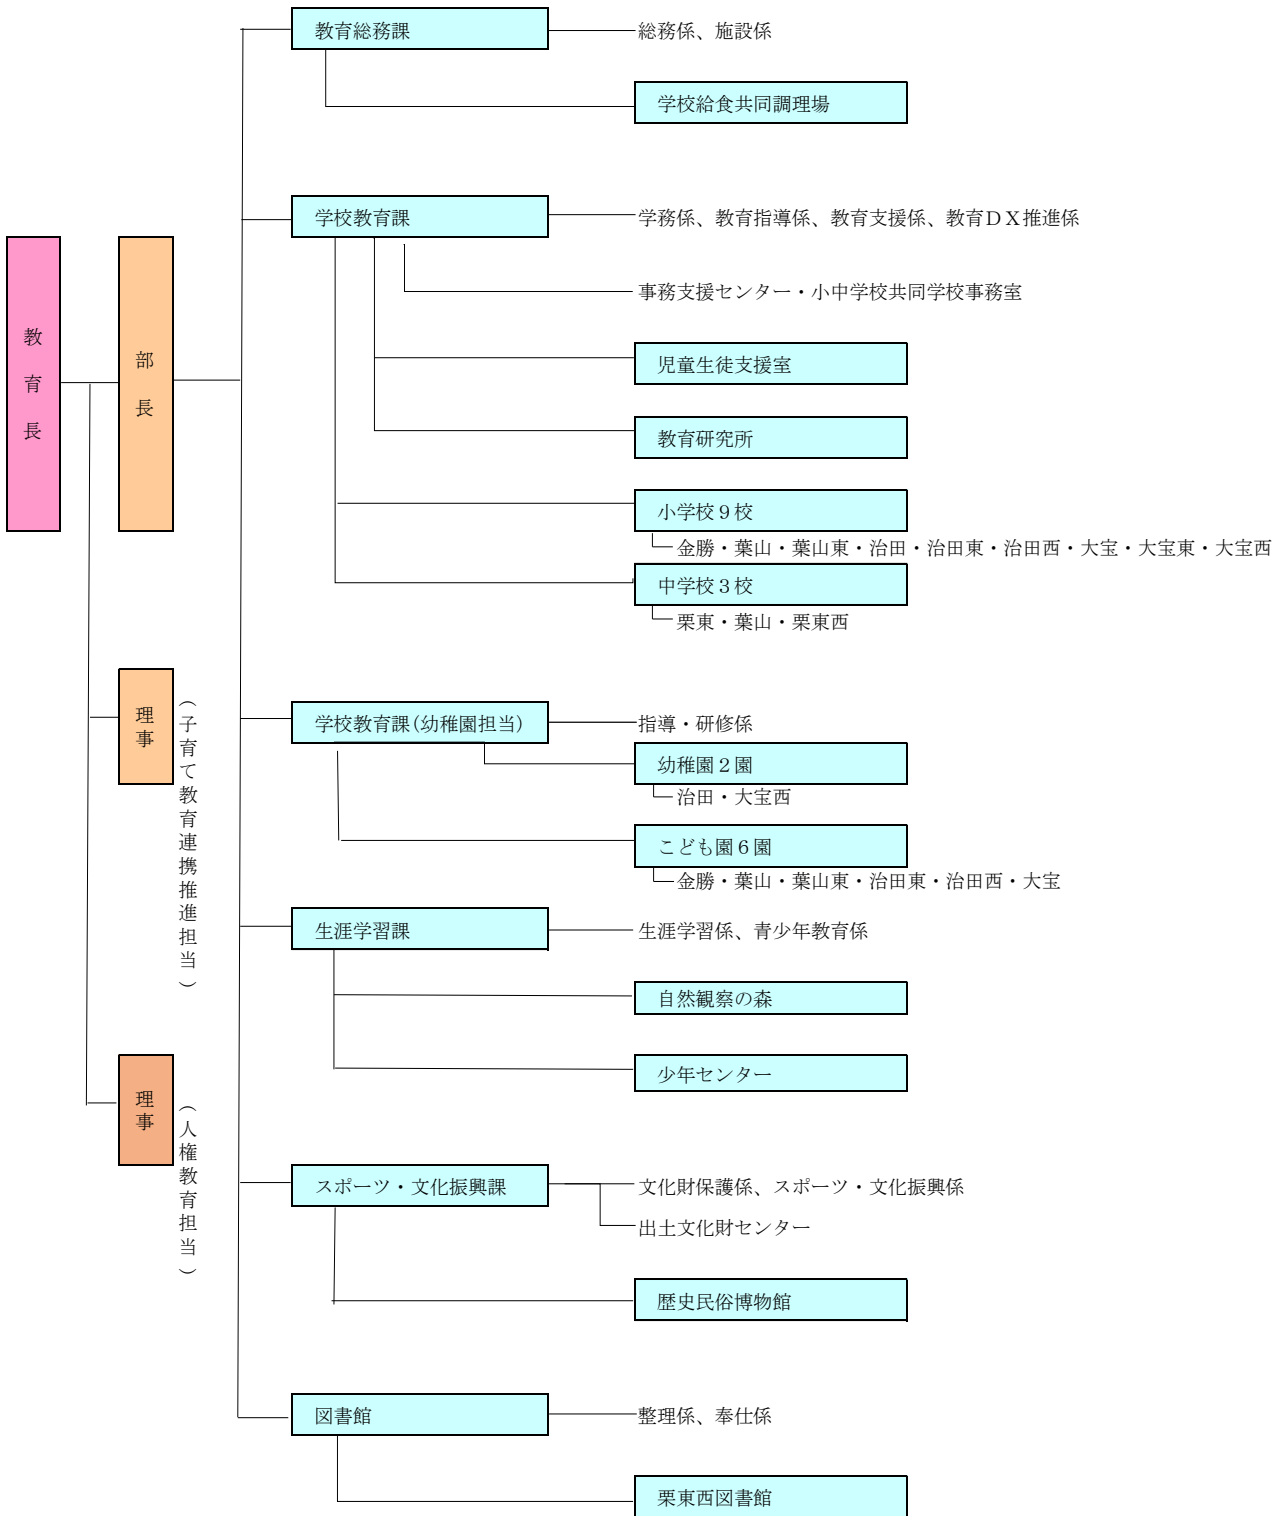 教育長
部長
理事
（子育て教育連携推進担当）
理事
（人権教育担当）
教育総務課
総務係、施設係
学校給食共同調理場
学校教育課
学務係、教育指導係、教育支援係、教育ＤＸ推進係
事務支援センター・小中学校共同学校事務室
児童生徒支援室
教育研究所
小学校９校
金勝・葉山・葉山東・治田・治田東・治田西・大宝・大宝東・大宝西
中学校３校
栗東・葉山・栗東西
学校教育課(幼稚園担当)
指導・研修係
幼稚園２園
治田・大宝西
こども園６園
金勝・葉山・葉山東・治田東・治田西・大宝
生涯学習課
生涯学習係、青少年教育係
自然観察の森
少年センター
スポーツ・文化振興課
文化財保護係、スポーツ・文化振興係
出土文化財センター
歴史民俗博物館
図書館
整理係、奉仕係
栗東西図書館